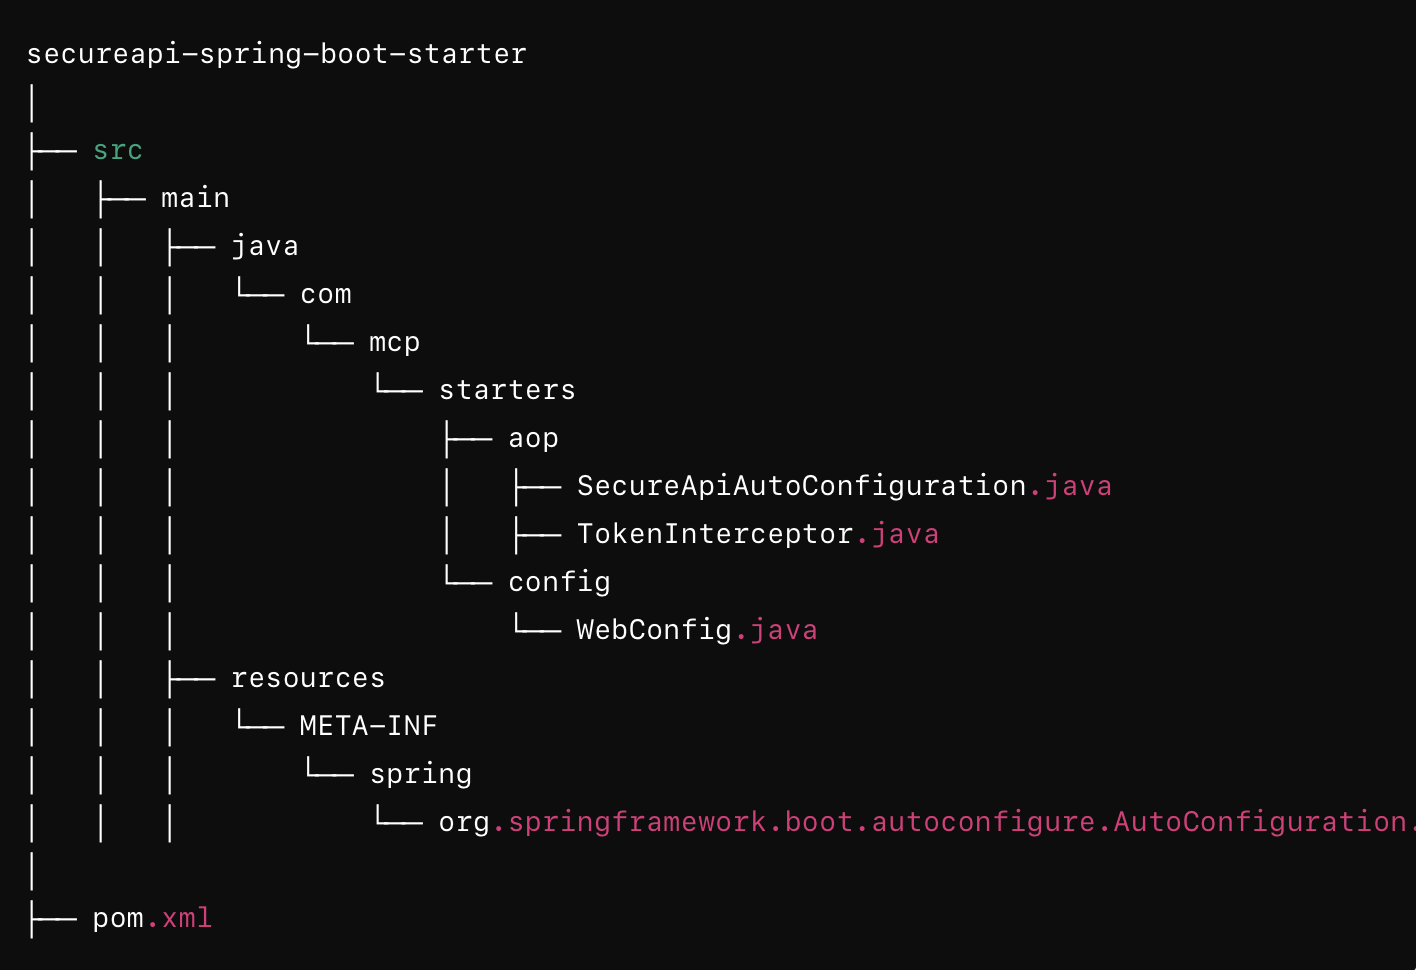 secureapi-spring-boot-starter
│
├── src
│   ├── main
│   │   ├── java
│   │   │   └── com
│   │   │       └── mcp
│   │   │           └── starters
│   │   │               ├── aop
│   │   │               │   ├── SecureApiAutoConfiguration.java
│   │   │               │   ├── TokenInterceptor.java
│   │   │               └── config
│   │   │                   └── WebConfig.java
│   │   ├── resources
│   │   │   └── META-INF
│   │   │       └── spring
│   │   │           └── org.springframework.boot.autoconfigure.AutoConfiguration.
│
├── pom.xml